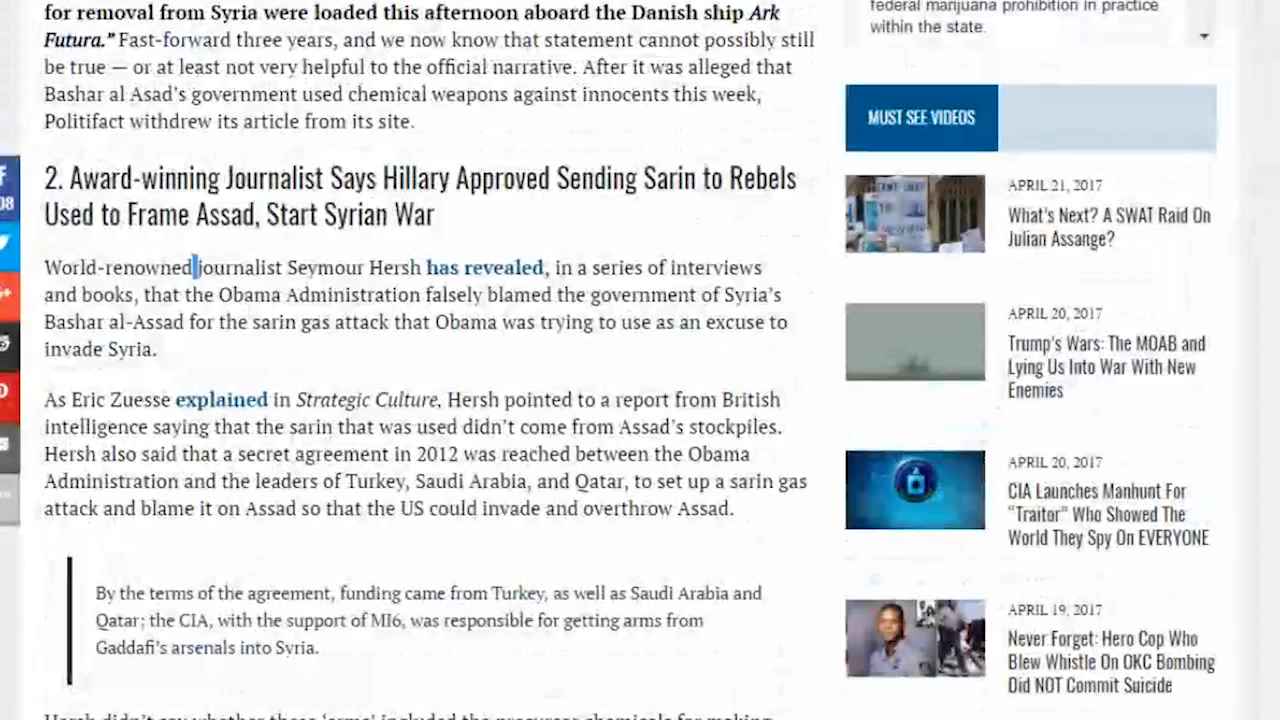 for removal from Syria were loaded this afternoon aboard the Danish ship Ark
Futura.” Fast-forward three years, and we now know that statement cannot possibly still
be true — or at least not very helpful to the official narrative. After it was alleged that
Bashar al Asad’s government used chemical weapons against innocents this week,
Politifact withdrew its article from its site.
2. Award-winning Journalist Says Hillary Approved Sending Sarin to Rebels
Used to Frame Assad, Start Syrian War
World-renowned journalist Seymour Hersh has revealed, in a series of interviews
and books, that the Obama Administration falsely blamed the government of Syria’s
Bashar al-Assad for the sarin gas attack that Obama was trying to use as an excuse to
invade Syria.
As Eric Zuesse explained in Strategic Culture, Hersh pointed to a report from British
intelligence saying that the sarin that was used didn’t come from Assad’s stockpiles.
Hersh also said that a secret agreement in 2012 was reached between the Obama
Administration and the leaders of Turkey, Saudi Arabia, and Qatar, to set up a sarin gas
attack and blame it on Assad so that the US could invade and overthrow Assad.
By the terms of the agreement, funding came from Turkey, as well as Saudi Arabia and
Qatar; the CIA, with the support of MI6, was responsible for getting arms from
Gaddafi’s arsenals into Syria.
Hersh didn’t say whether these ‘arms’ included the precursor chemicals for making
federal marijuana prohibition in practice
within the state.
MUST SEE VIDEOS
APRIL 21, 2017
What’s Next? A SWAT Raid On
Julian Assange?
APRIL 20, 2017
Trump’s Wars: The MOAB and
Lying Us Into War With New
Enemies
APRIL 20, 2017
CIA Launches Manhunt For
“Traitor” Who Showed The
World They Spy On EVERYONE
APRIL 19, 2017
Never Forget: Hero Cop Who
Blew Whistle On OKC Bombing
Did NOT Commit Suicide